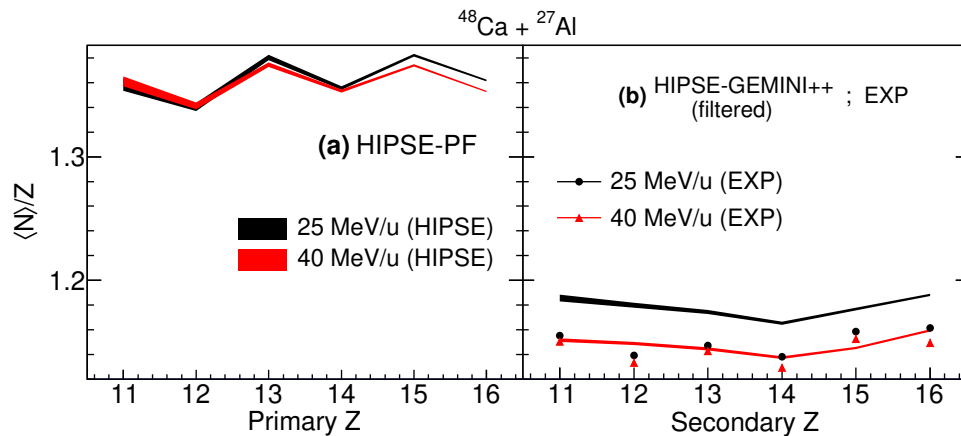 ⁴⁸Ca + ²⁷Al
⟨N⟩/Z
1.3
1.2
(a) HIPSE-PF
25 MeV/u (HIPSE)
40 MeV/u (HIPSE)
11 12 13 14 15 16
Primary Z
(b) HIPSE-GEMINI++ (filtered) ; EXP
25 MeV/u (EXP)
40 MeV/u (EXP)
11 12 13 14 15 16
Secondary Z